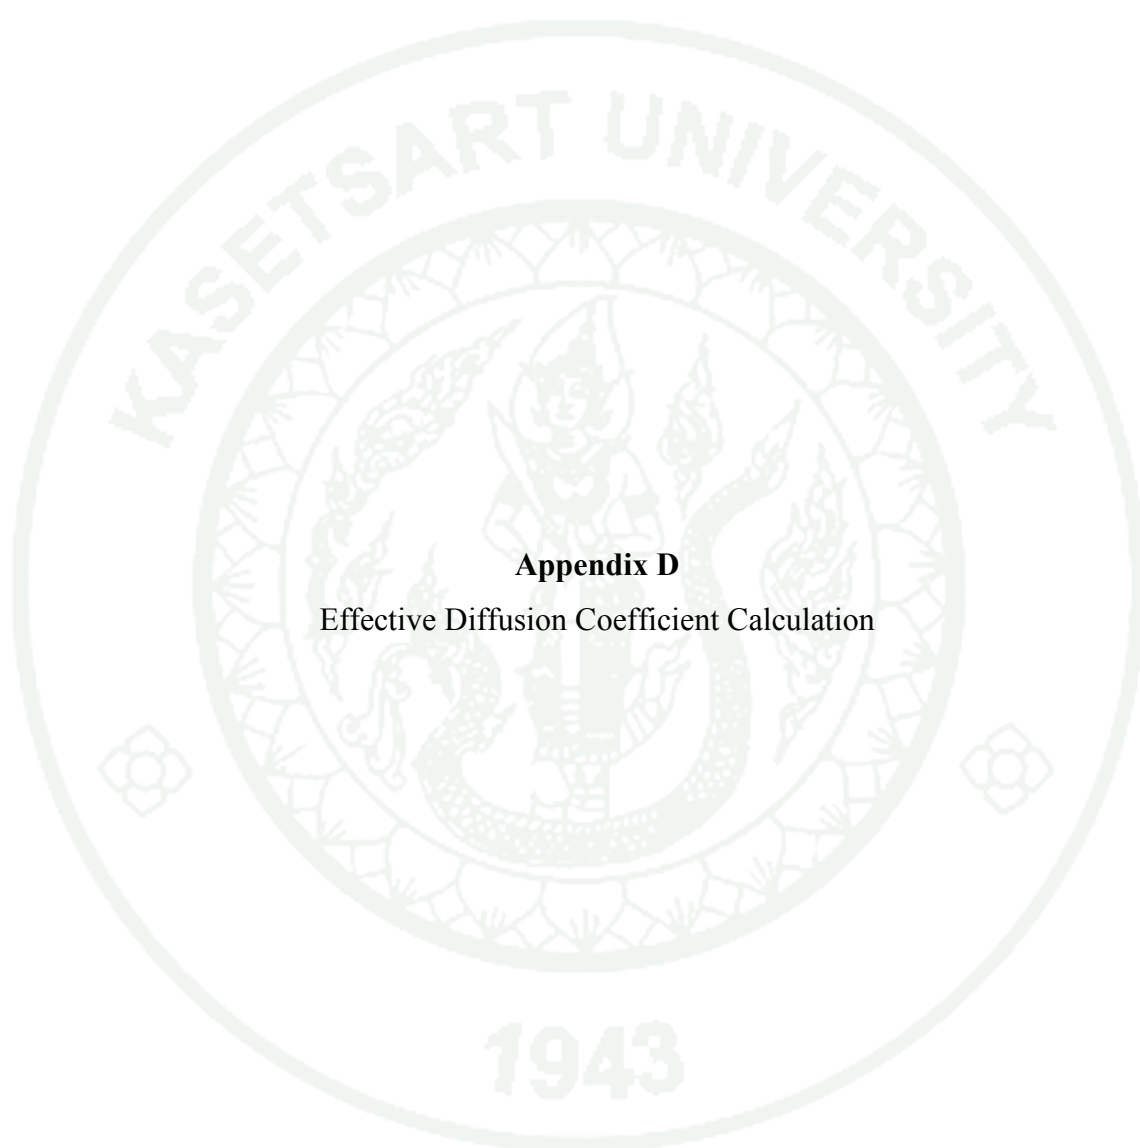 KASETSART UNIVERSITY
Appendix D
Effective Diffusion Coefficient Calculation
1943